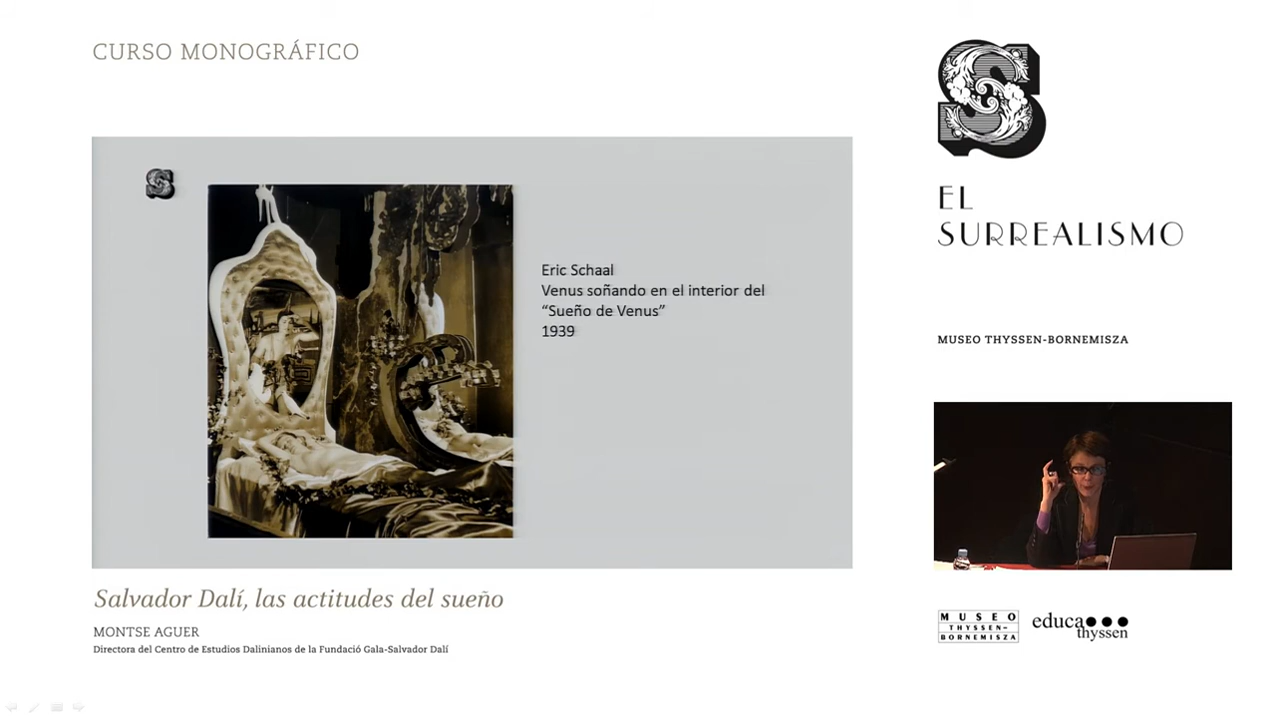 CURSO MONOGRÁFICO
S
EL
SURREALISMO
S
Eric Schaal
Venus soñando en el interior del
“Sueño de Venus”
1939
MUSEO THYSSEN-BORNEMISZA
Salvador Dalí, las actitudes del sueño
MONTSE AGUER
Directora del Centro de Estudios Dalinianos de la Fundació Gala-Salvador Dalí
MUSEO
THYSSEN-
BORNEMISZA
educa
thyssen